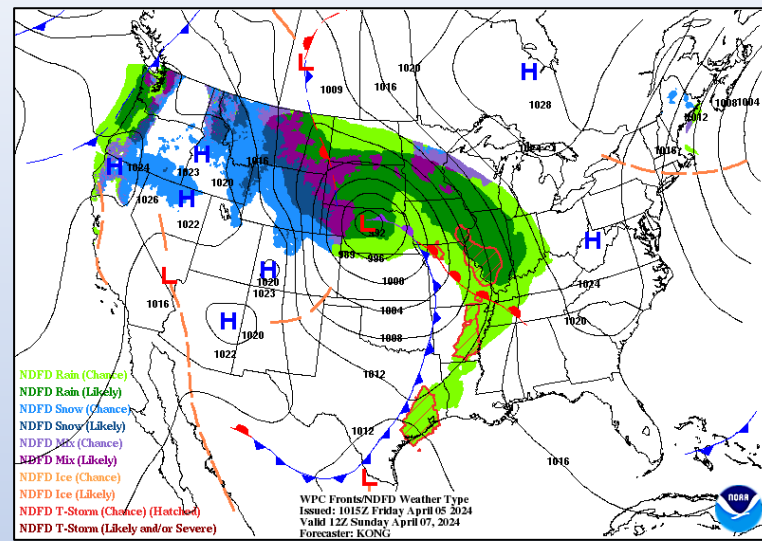 L
1009
1020
1016
H
1028
1008
1004
1012
1016
1024
H
1024
H
1023
1016
1020
H
1026
1022
L
992
989
996
H
1024
L
1016
H
1020
1023
1000
1004
1008
H
1020
1022
1020
1012
1012
1016
L
NDFD Rain (Chance)
NDFD Rain (Likely)
NDFD Snow (Chance)
NDFD Snow (Likely)
NDFD Mix (Chance)
NDFD Mix (Likely)
NDFD Ice (Chance)
NDFD Ice (Likely)
NDFD T-Storm (Chance) (Hatched)
NDFD T-Storm (Likely and/or Severe)
WPC Fronts/NDFD Weather Type
Issued: 1015Z Friday April 05 2024
Valid 12Z Sunday April 07, 2024
Forecaster: KONG
NOAA